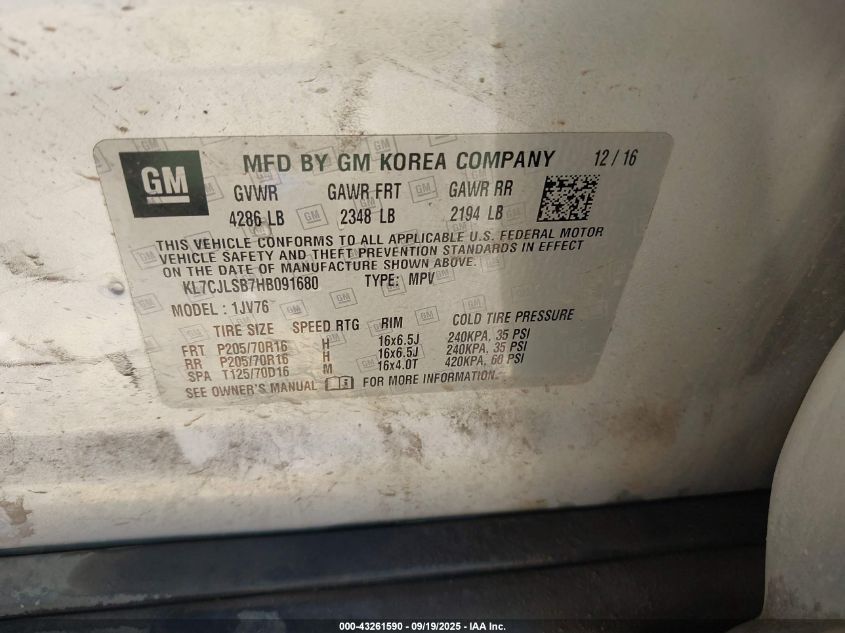 GM
MFD BY GM KOREA COMPANY 12/16
GVWR GAWR FRT GAWR RR
4286 LB 2348 LB 2194 LB
THIS VEHICLE CONFORMS TO ALL APPLICABLE U.S. FEDERAL MOTOR
VEHICLE SAFETY AND THEFT PREVENTION STANDARDS IN EFFECT
ON THE DATE OF MANUFACTURE SHOWN ABOVE.
KL7CJLSB7HB091680 TYPE: MPV
MODEL: 1JV76
TIRE SIZE SPEED RTG RIM COLD TIRE PRESSURE
FRT P205/70R16 H 16x6.5J 240KPA, 35 PSI
RR P205/70R16 H 16x6.5J 240KPA, 35 PSI
SPA T125/70D16 M 16x4.0T 420KPA, 60 PSI
SEE OWNER'S MANUAL FOR MORE INFORMATION.
000-43261590 - 09/19/2025 - IAA Inc.